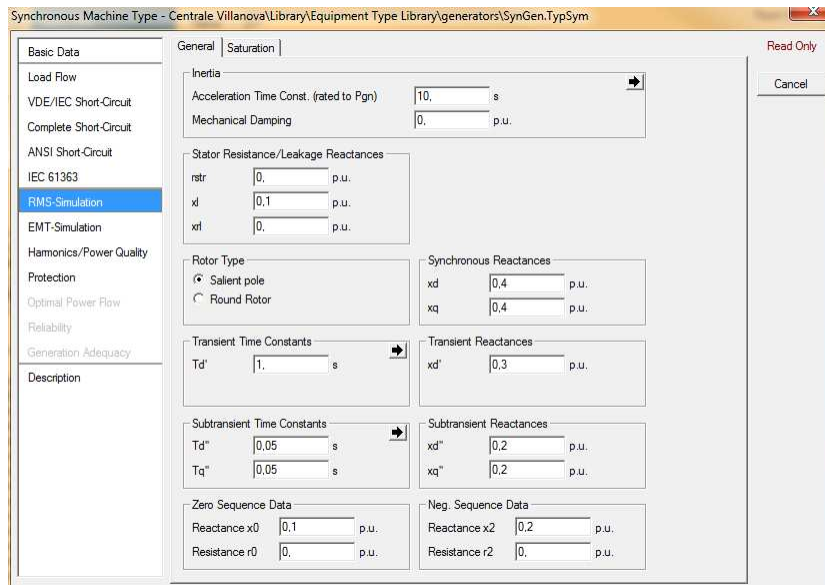 Synchronous Machine Type - Centrale Villanova\Library\Equipment Type Library\generators\SynGen.TypSym
Basic Data
Load Flow
VDE/IEC Short-Circuit
Complete Short-Circuit
ANSI Short-Circuit
IEC 61363
RMS-Simulation
EMT-Simulation
Harmonics/Power Quality
Protection
Optimal Power Flow
Reliability
Generation Adequacy
Description
General Saturation
Inertia
Acceleration Time Const. (rated to Pgn) 10, s
Mechanical Damping 0, p.u.
Stator Resistance/Leakage Reactances
rstr 0, p.u.
xl 0,1 p.u.
xrl 0, p.u.
Rotor Type
Salient pole
Round Rotor
Synchronous Reactances
xd 0,4 p.u.
xq 0,4 p.u.
Transient Time Constants
Td' 1, s
Transient Reactances
xd' 0,3 p.u.
Subtransient Time Constants
Td" 0,05 s
Tq" 0,05 s
Subtransient Reactances
xd" 0,2 p.u.
xq" 0,2 p.u.
Zero Sequence Data
Reactance x0 0,1 p.u.
Resistance r0 0, p.u.
Neg. Sequence Data
Reactance x2 0,2 p.u.
Resistance r2 0, p.u.
Read Only
Cancel